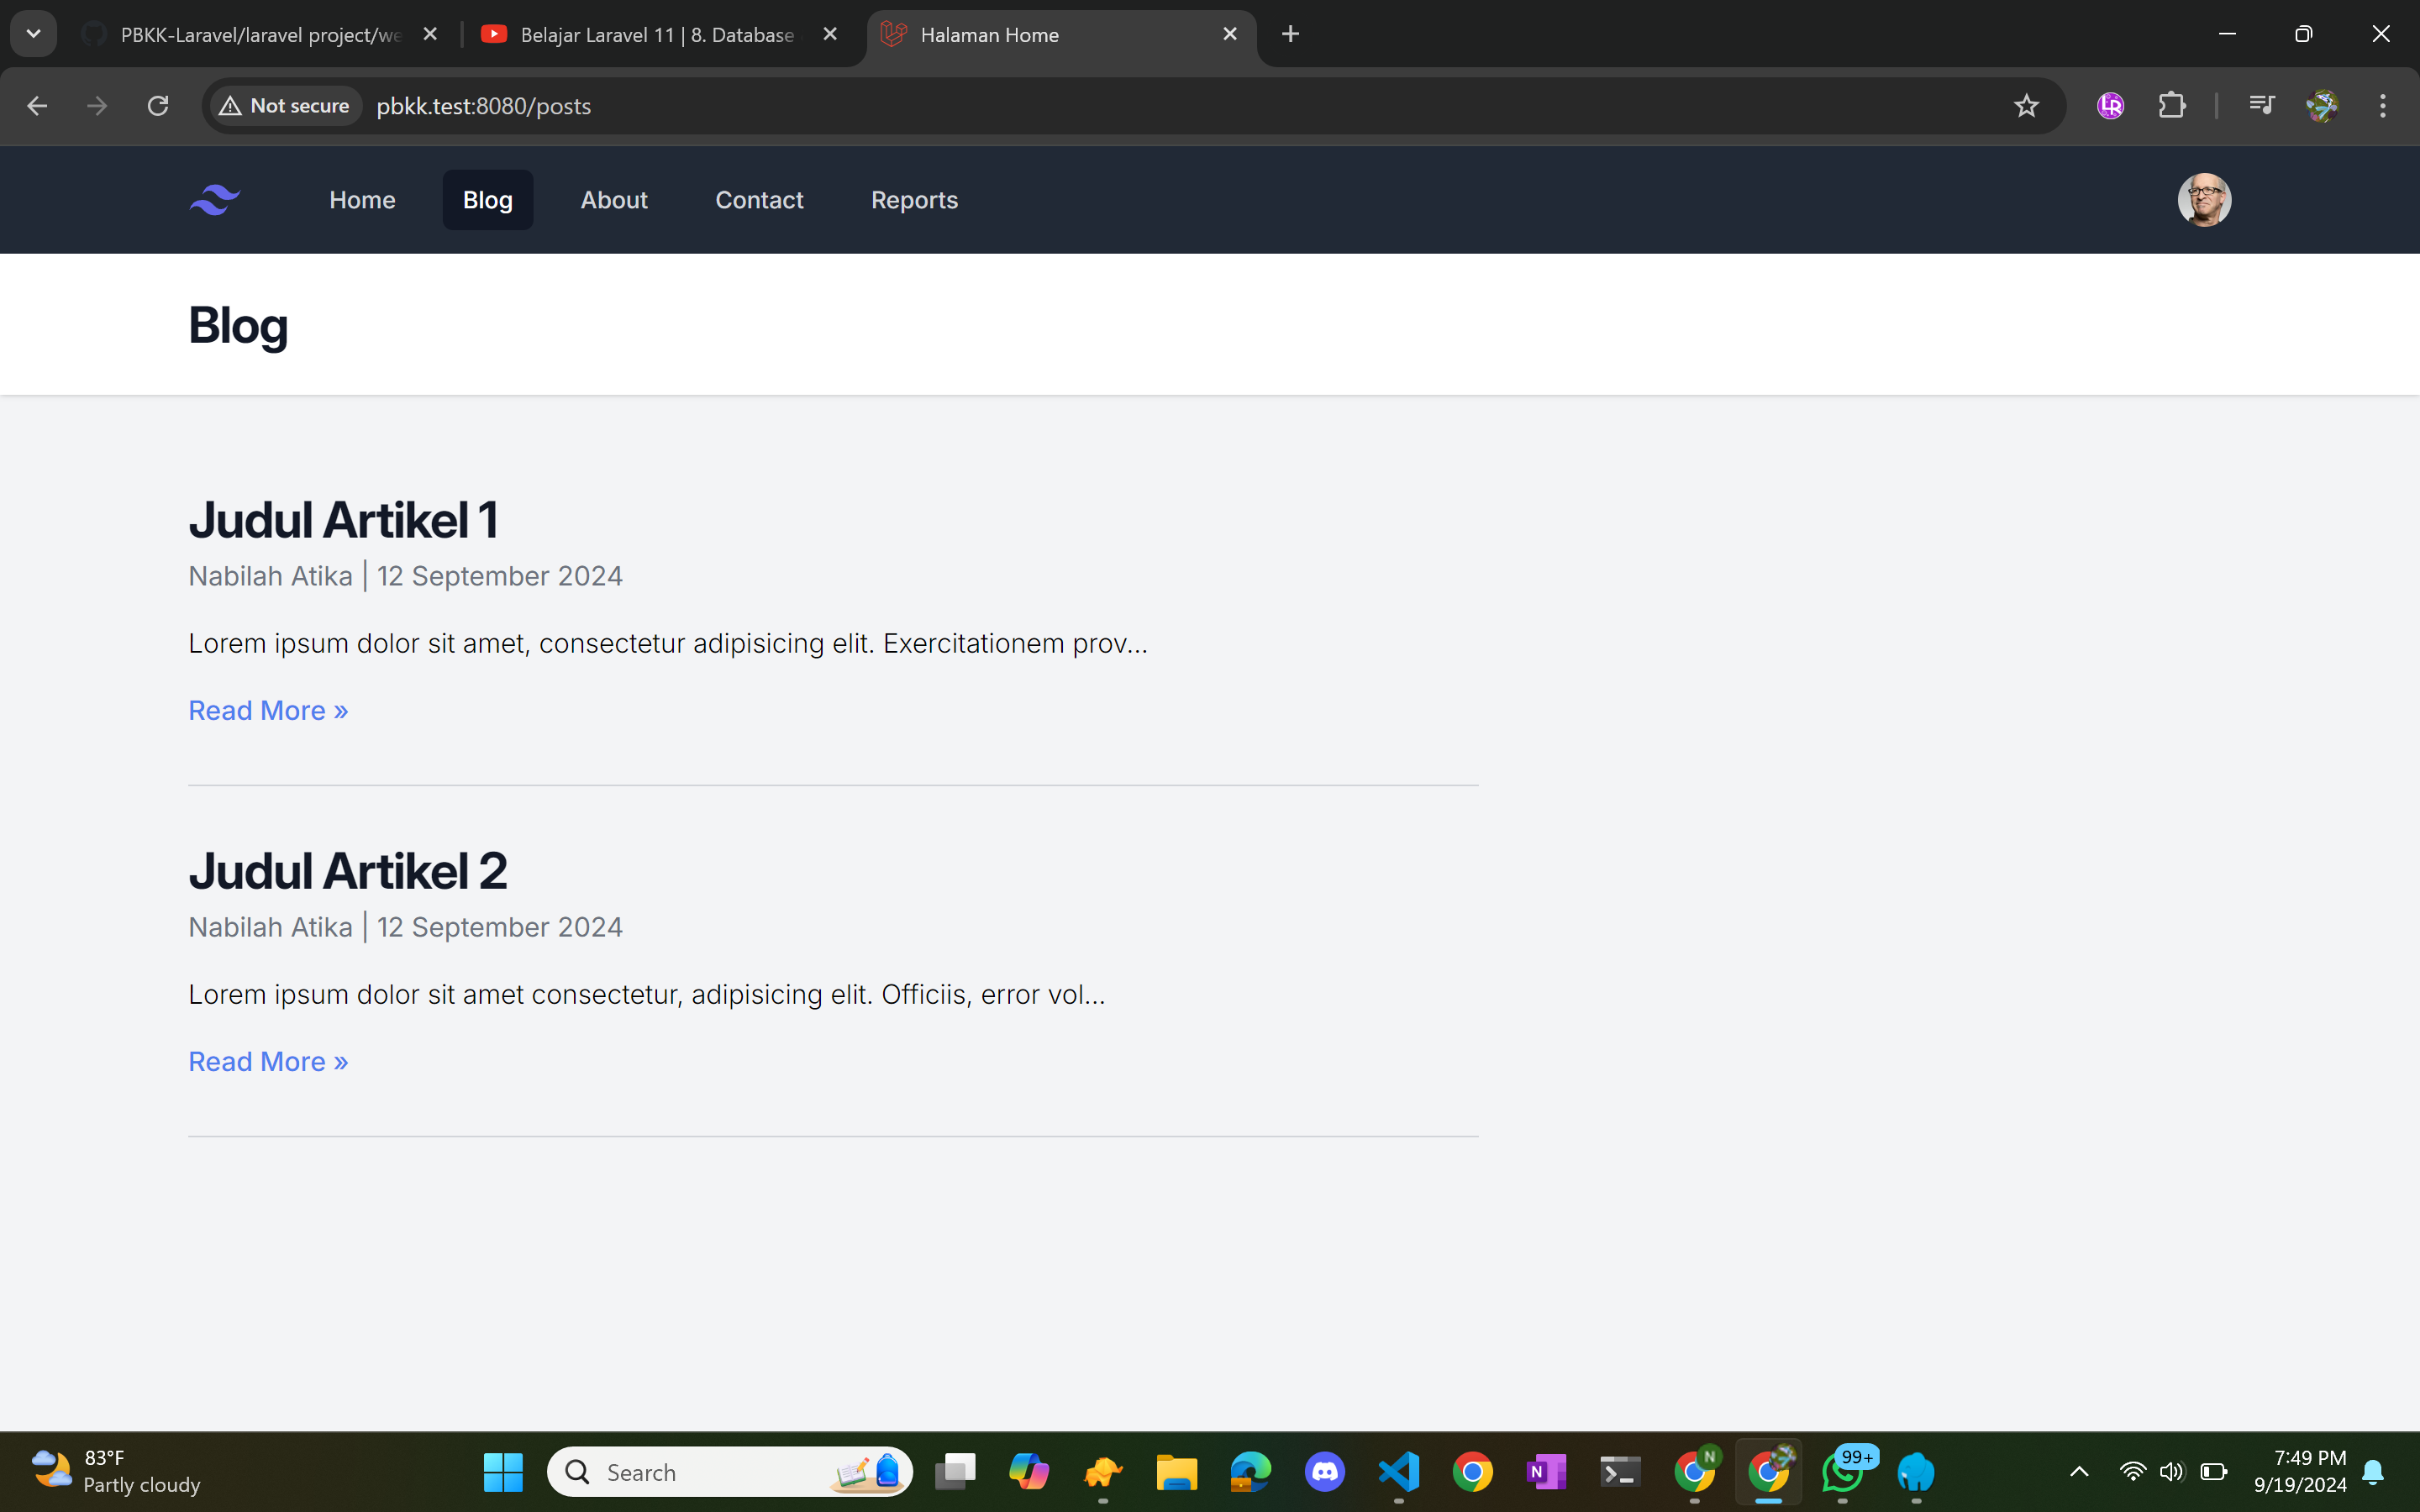 PBKK-Laravel/laravel project/we
Belajar Laravel 11 | 8. Database
Halaman Home
Not secure
pbkk.test:8080/posts
LR
Home
Blog
About
Contact
Reports
Blog
Judul Artikel 1
Nabilah Atika | 12 September 2024
Lorem ipsum dolor sit amet, consectetur adipisicing elit. Exercitationem prov...
Read More »
Judul Artikel 2
Nabilah Atika | 12 September 2024
Lorem ipsum dolor sit amet consectetur, adipisicing elit. Officiis, error vol...
Read More »
83°F
Partly cloudy
Search
N
N
99+
7:49 PM
9/19/2024